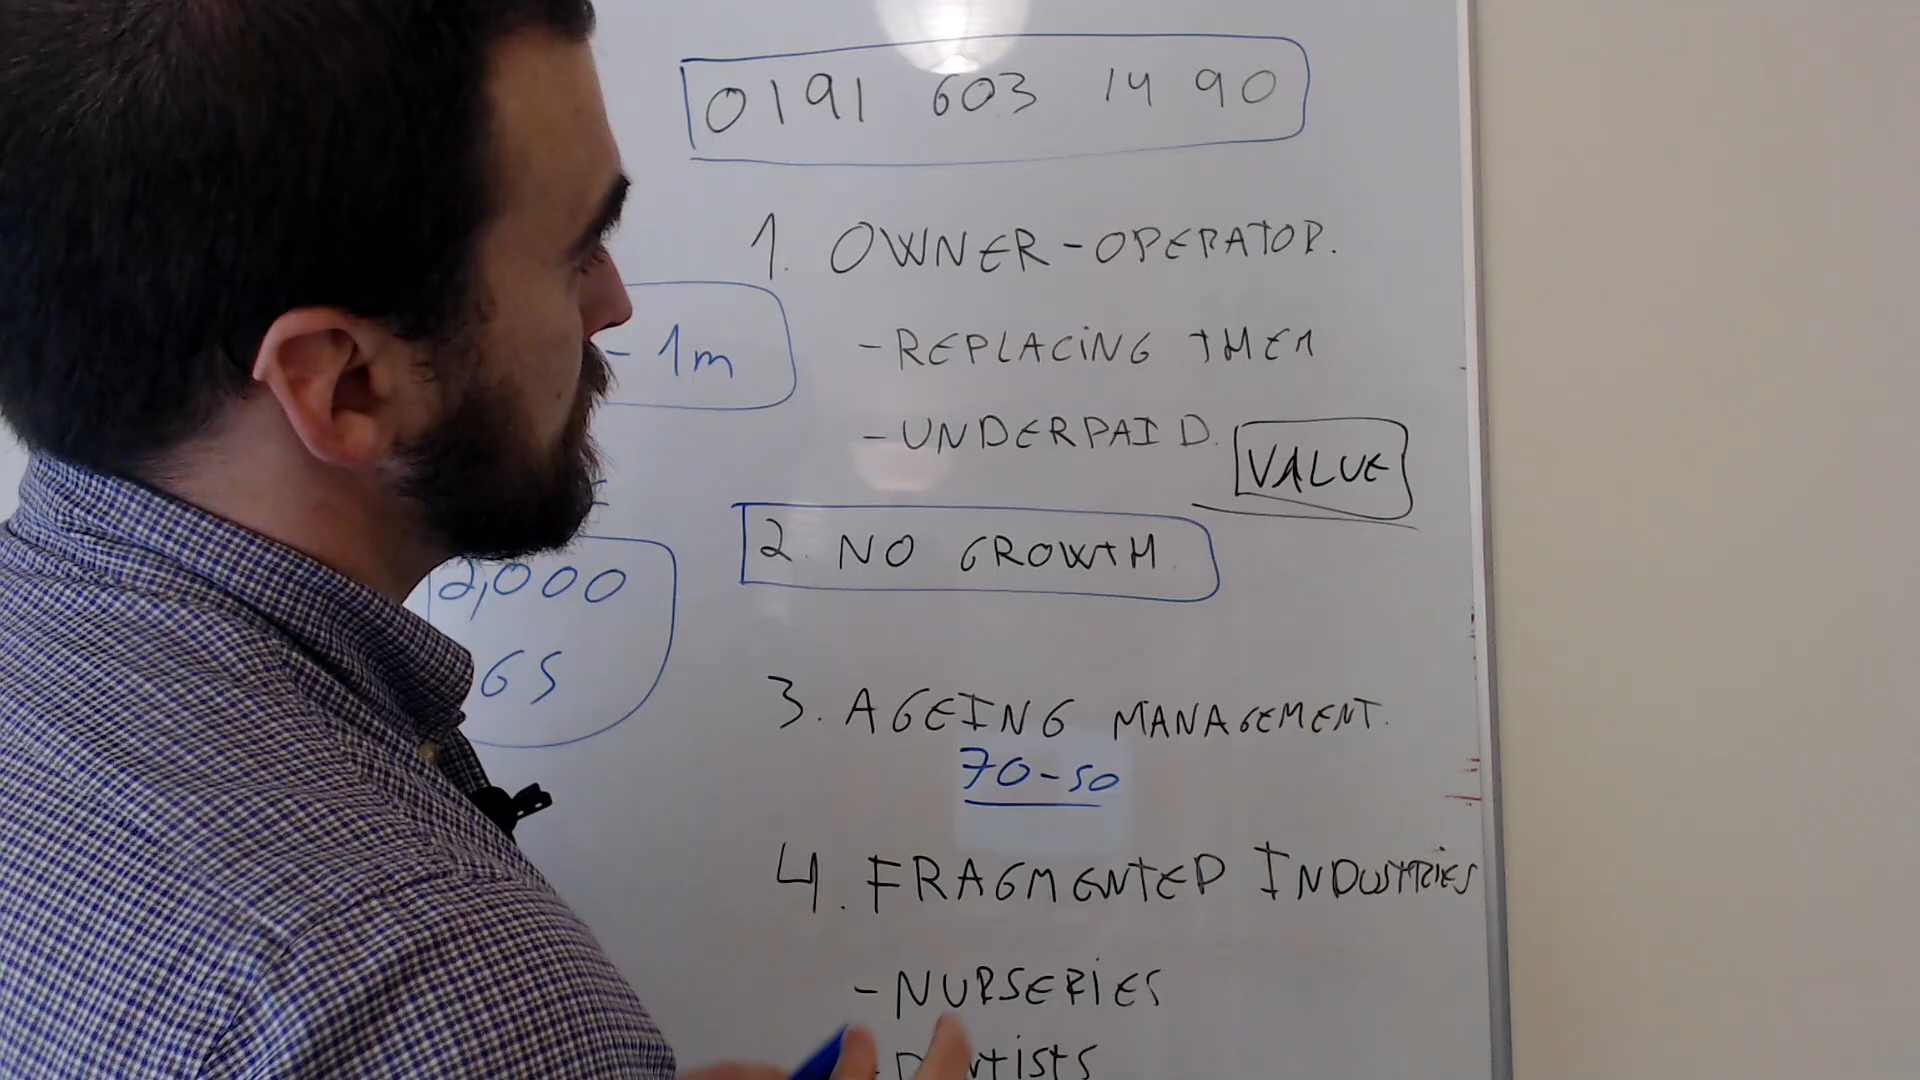 0191 603 14 90
1. OWNER-OPERATOR.
- REPLACING THEM
- 1m
- UNDERPAID.
VALUE
2. NO GROWTH.
2,000
GS
3. AGEING MANAGEMENT.
70-50
4. FRAGMENTED INDUSTRIES
- NURSERIES